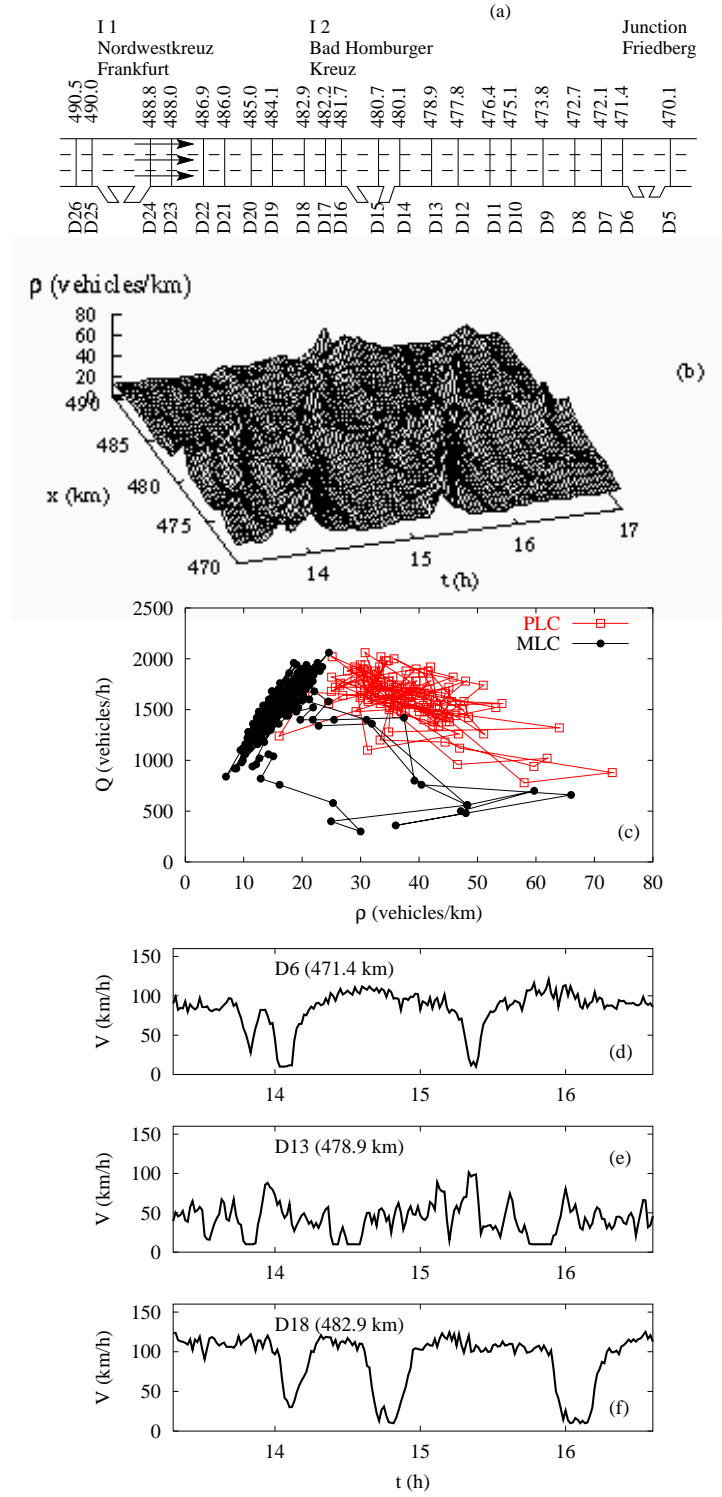 (a)
I 1
Nordwestkreuz
Frankfurt
I 2
Bad Homburger
Kreuz
Junction
Friedberg
490.5 490.0 488.8 488.0 486.9 486.0 485.0 484.1 482.9 482.2 481.7 480.7 480.1 478.9 477.8 476.4 475.1 473.8 472.7 472.1 471.4 470.1
D26 D25 D24 D23 D22 D21 D20 D19 D18 D17 D16 D15 D14 D13 D12 D11 D10 D9 D8 D7 D6 D5
ρ (vehicles/km)
80
60
40
20
0
490
485
480
475
470
x (km)
14 15 16 17
t (h)
(b)
2500
2000
1500
1000
500
0
Q (vehicles/h)
PLC
MLC
(c)
0 10 20 30 40 50 60 70 80
ρ (vehicles/km)
150
100
50
0
V (km/h)
D6 (471.4 km)
(d)
14 15 16
150
100
50
0
V (km/h)
D13 (478.9 km)
(e)
14 15 16
150
100
50
0
V (km/h)
D18 (482.9 km)
(f)
14 15 16
t (h)